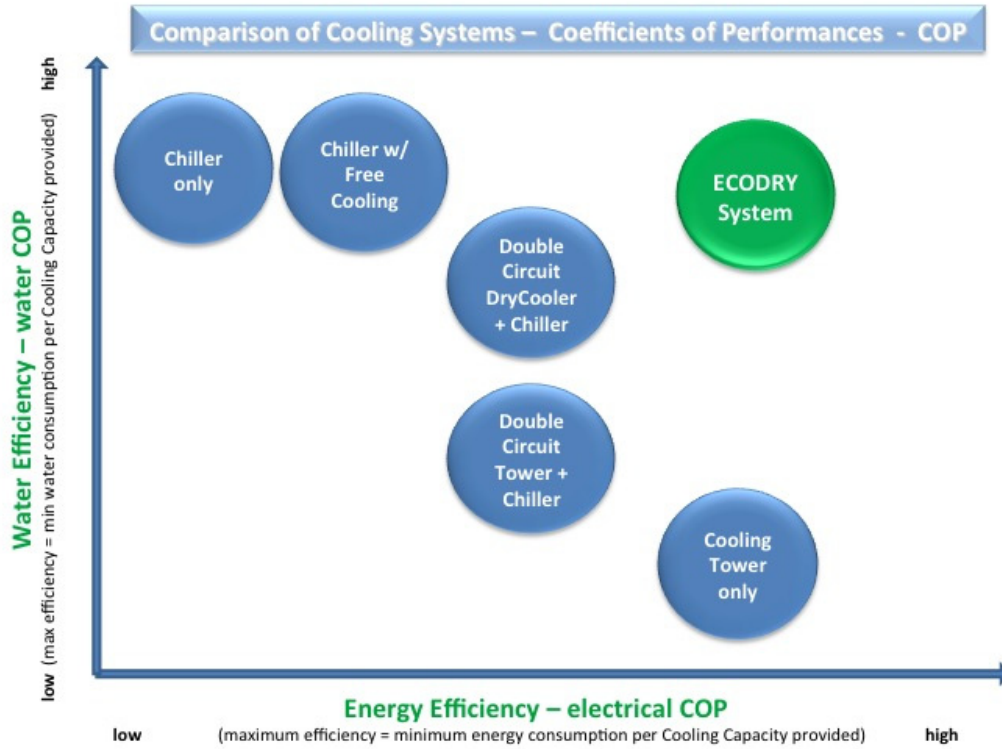 Comparison of Cooling Systems – Coefficients of Performances - COP
high
Water Efficiency – water COP
(max efficiency = min water consumption per Cooling Capacity provided)
low
Chiller
only
Chiller w/
Free
Cooling
ECODRY
System
Double
Circuit
DryCooler
+ Chiller
Double
Circuit
Tower +
Chiller
Cooling
Tower
only
Energy Efficiency – electrical COP
low (maximum efficiency = minimum energy consumption per Cooling Capacity provided) high